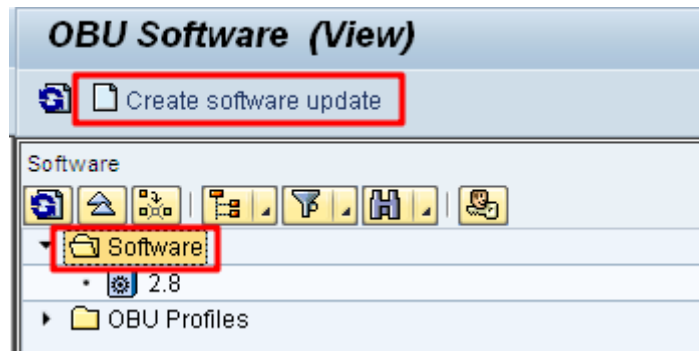 OBU Software (View)
Create software update
Software
Software
2.8
OBU Profiles